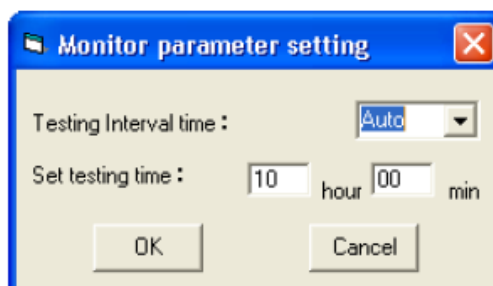 Monitor parameter setting
Testing Interval time : Auto
Set testing time : 10 hour 00 min
OK Cancel